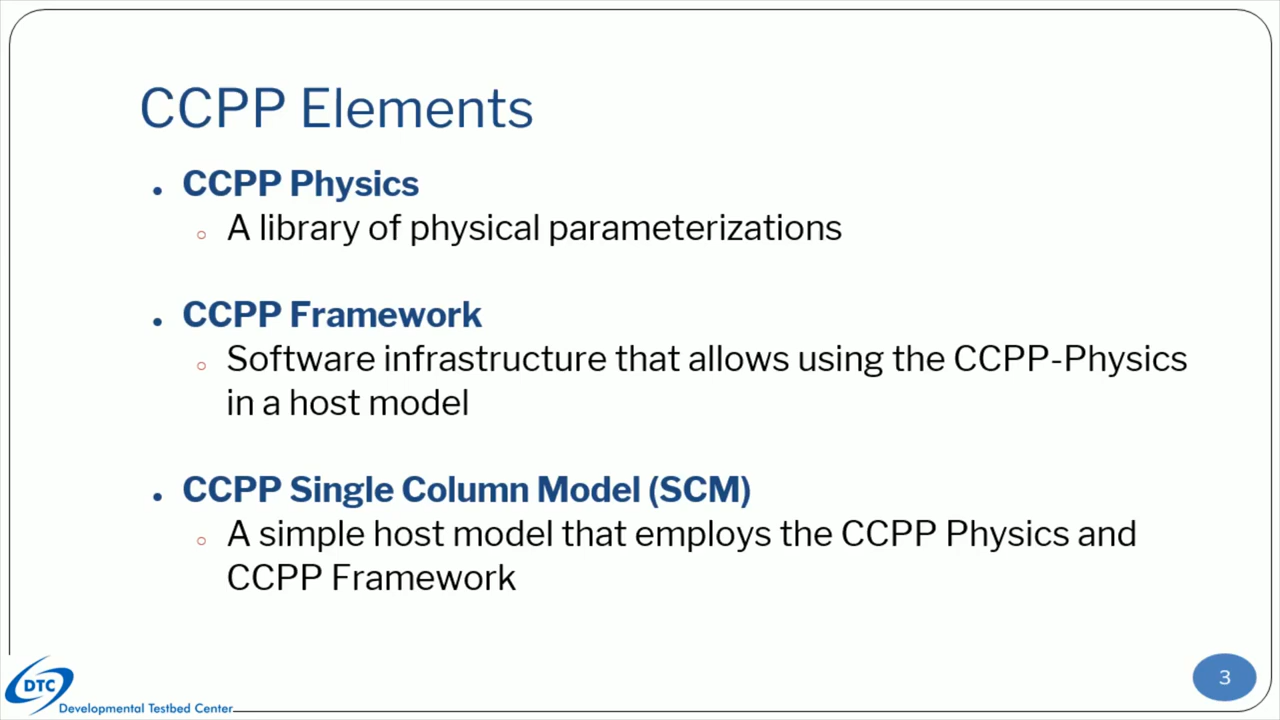 CCPP Elements
CCPP Physics
A library of physical parameterizations
CCPP Framework
Software infrastructure that allows using the CCPP-Physics
in a host model
CCPP Single Column Model (SCM)
A simple host model that employs the CCPP Physics and
CCPP Framework
DTC
Developmental Testbed Center
3